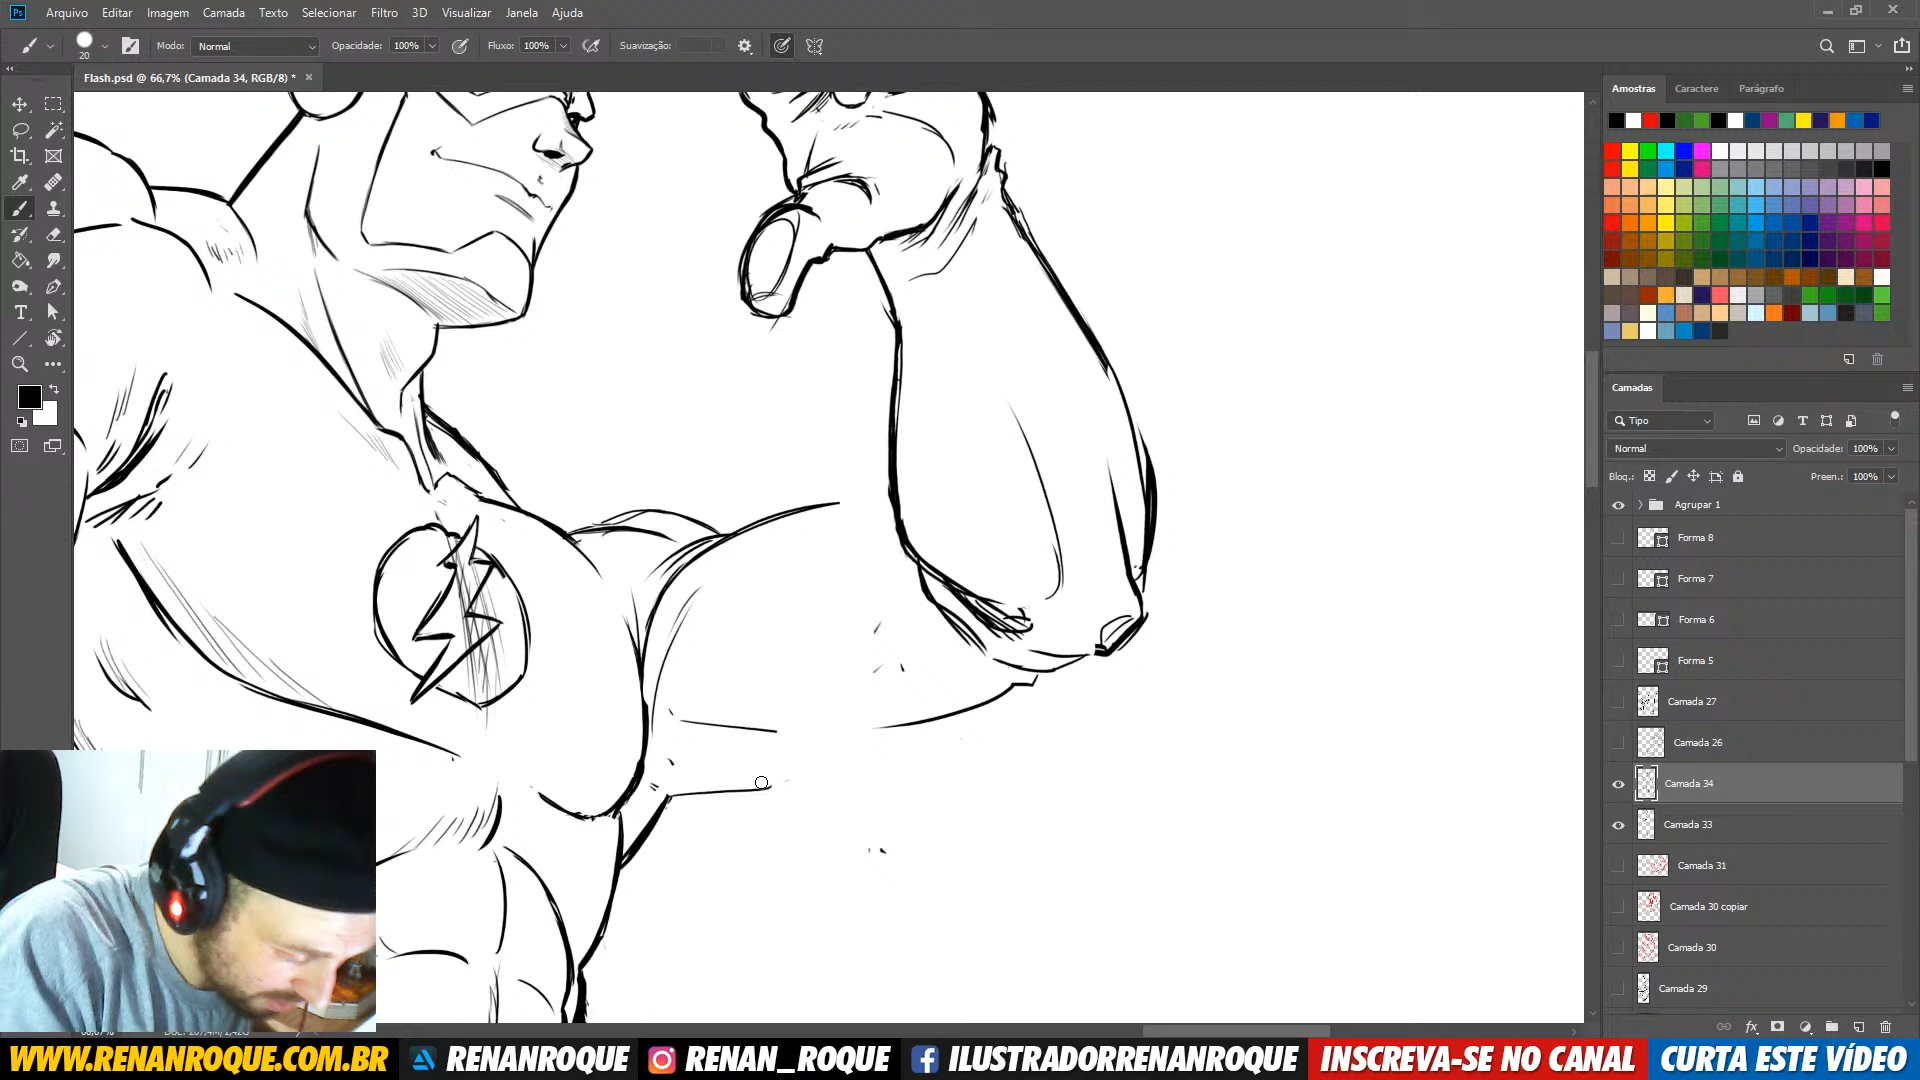 Ps Arquivo Editar Imagem Camada Texto Selecionar Filtro 3D Visualizar Janela Ajuda
20 Modo: Normal Opacidade: 100% Fluxo: 100% Suavização:
Flash.psd @ 66,7% (Camada 34, RGB/8) *
Amostras Caractere Parágrafo
Camadas
Tipo
Normal Opacidade: 100%
Bloq.: Preen.: 100%
Agrupar 1
Forma 8
Forma 7
Forma 6
Forma 5
Camada 27
Camada 26
Camada 34
Camada 33
Camada 31
Camada 30 copiar
Camada 30
Camada 29
WWW.RENANROQUE.COM.BR RENANROQUE RENAN__ROQUE ILUSTRADORRENANROQUE INSCREVA-SE NO CANAL CURTA ESTE VÍDEO